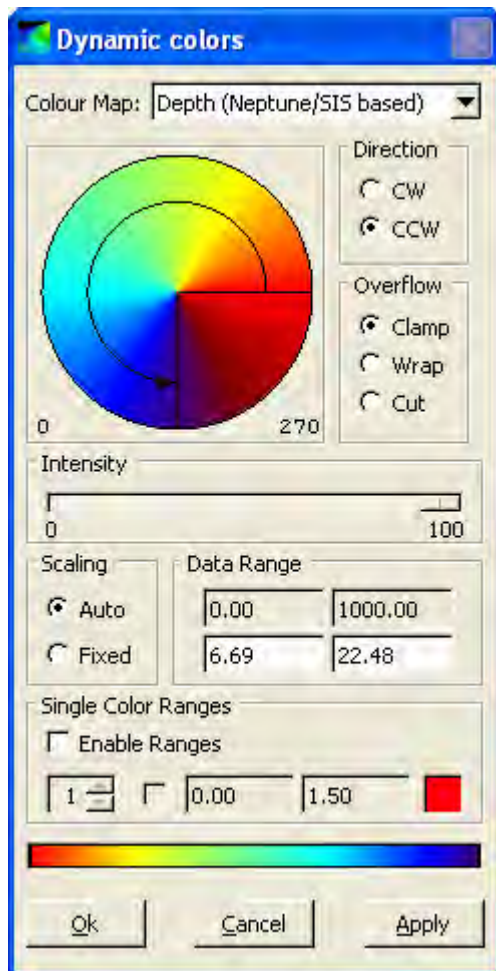 Dynamic colors
Colour Map: Depth (Neptune/SIS based)
Direction
CW
CCW
Overflow
Clamp
Wrap
Cut
0 270
Intensity
0 100
Scaling
Auto
Fixed
Data Range
0.00 1000.00
6.69 22.48
Single Color Ranges
Enable Ranges
1 0.00 1.50
Ok Cancel Apply